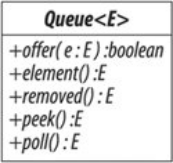 Queue<E>
+offer( e : E ) :boolean
+element() :E
+removed() : E
+peek() :E
+poll() : E